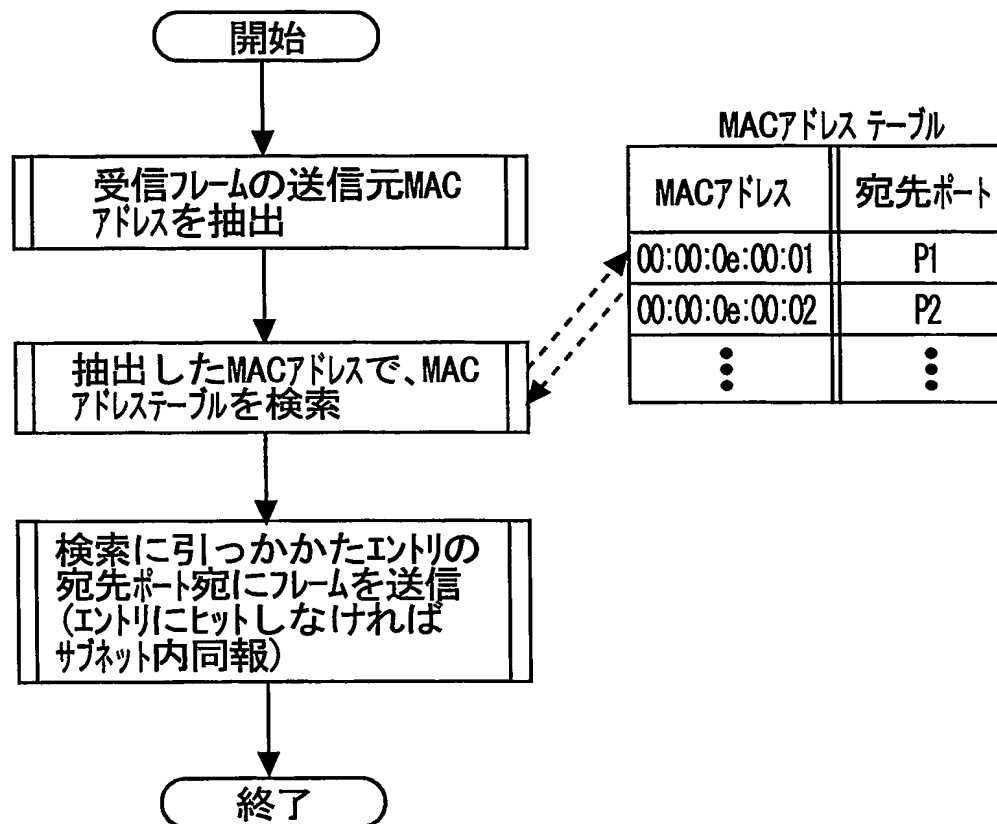 開始
受信フレームの送信元MAC
アドレスを抽出
抽出したMACアドレスで、MAC
アドレステーブルを検索
検索に引っかかたエントリの
宛先ポート宛にフレームを送信
(エントリにヒットしなければ
サブネット内同報)
終了
MACアドレス テーブル
MACアドレス 宛先ポート
00:00:0e:00:01 P1
00:00:0e:00:02 P2